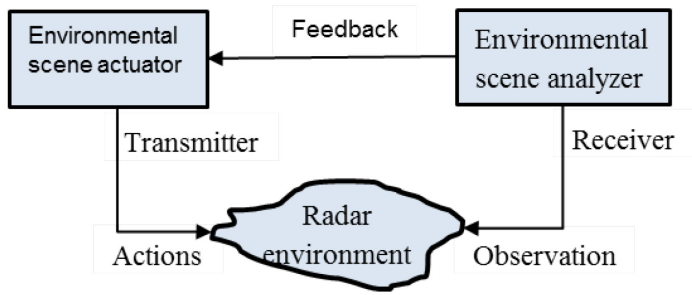 Environmental
scene actuator
Feedback
Environmental
scene analyzer
Transmitter
Receiver
Radar
environment
Actions
Observation